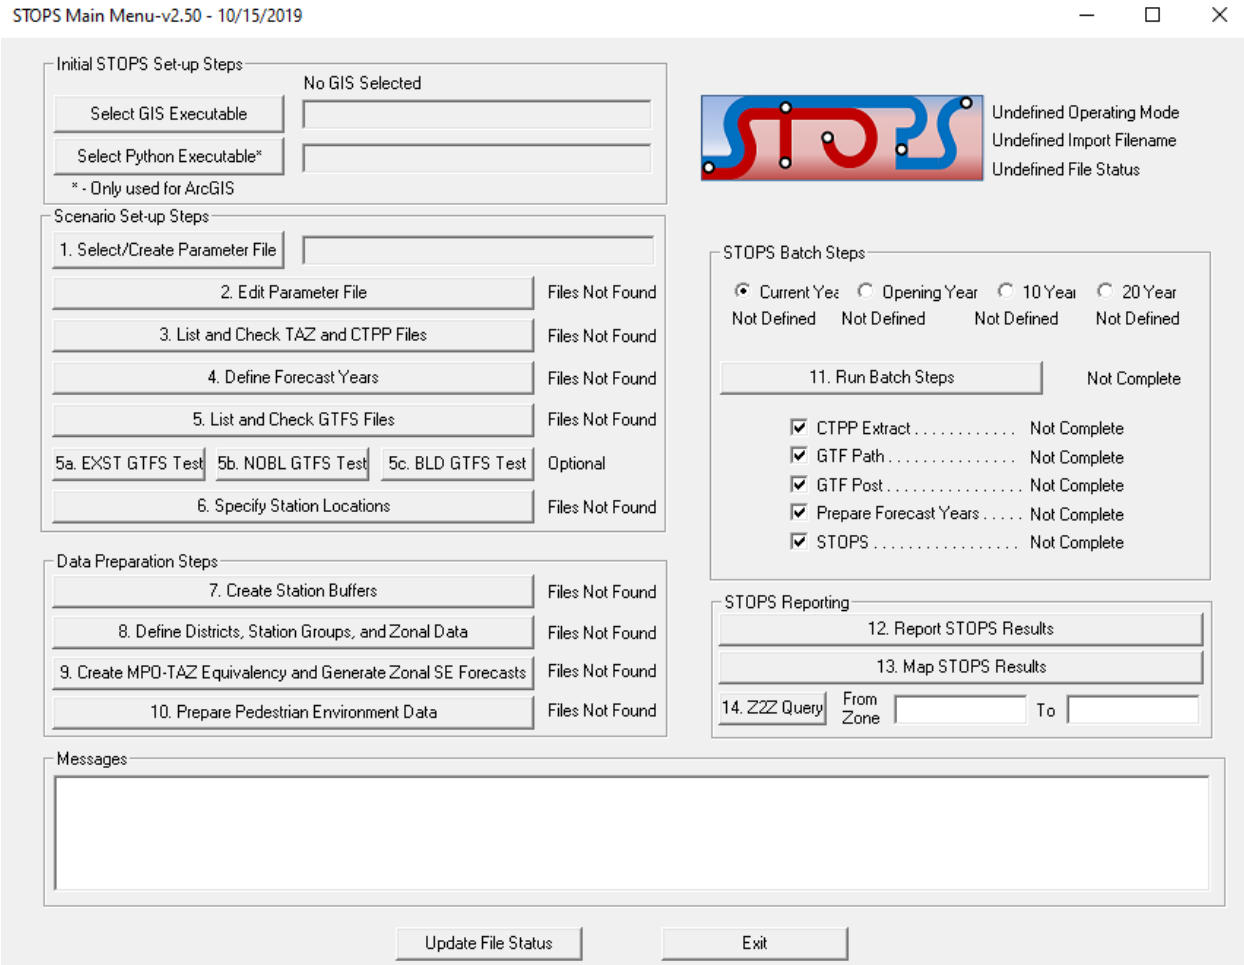 STOPS Main Menu-v2.50 - 10/15/2019
Initial STOPS Set-up Steps
No GIS Selected
Select GIS Executable
Select Python Executable*
* - Only used for ArcGIS
STOPS
Undefined Operating Mode
Undefined Import Filename
Undefined File Status
Scenario Set-up Steps
1. Select/Create Parameter File
2. Edit Parameter File Files Not Found
3. List and Check TAZ and CTPP Files Files Not Found
4. Define Forecast Years Files Not Found
5. List and Check GTFS Files Files Not Found
5a. EXST GTFS Test 5b. NOBL GTFS Test 5c. BLD GTFS Test Optional
6. Specify Station Locations Files Not Found
Data Preparation Steps
7. Create Station Buffers Files Not Found
8. Define Districts, Station Groups, and Zonal Data Files Not Found
9. Create MPO-TAZ Equivalency and Generate Zonal SE Forecasts Files Not Found
10. Prepare Pedestrian Environment Data Files Not Found
STOPS Batch Steps
Current Yea Opening Year 10 Year 20 Year
Not Defined Not Defined Not Defined Not Defined
11. Run Batch Steps Not Complete
CTPP Extract . . . . . . . . . . . . Not Complete
GTF Path . . . . . . . . . . . . . . . Not Complete
GTF Post . . . . . . . . . . . . . . . Not Complete
Prepare Forecast Years . . . . . Not Complete
STOPS . . . . . . . . . . . . . . . . . Not Complete
STOPS Reporting
12. Report STOPS Results
13. Map STOPS Results
14. Z2Z Query From Zone To
Messages
Update File Status Exit